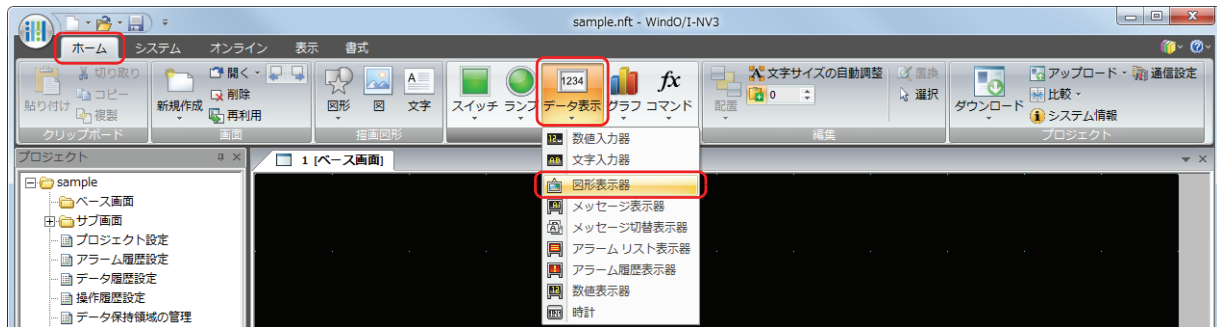 sample.nft - WindO/I-NV3
ホーム システム オンライン 表示 書式
貼り付け 切り取り コピー 複製
クリップボード
新規作成 開く 削除 再利用
画面
図形 図 文字
描画図形
スイッチ ランプ データ表示 グラフ コマンド
1234
fx
A
配置 文字サイズの自動調整 0 置換 選択
編集
ダウンロード アップロード 比較 システム情報 通信設定
プロジェクト
プロジェクト
1 [ベース画面]
sample
ベース画面
サブ画面
プロジェクト設定
アラーム履歴設定
データ履歴設定
操作履歴設定
データ保持領域の管理
数値入力器
文字入力器
図形表示器
メッセージ表示器
メッセージ切替表示器
アラーム リスト表示器
アラーム履歴表示器
数値表示器
時計